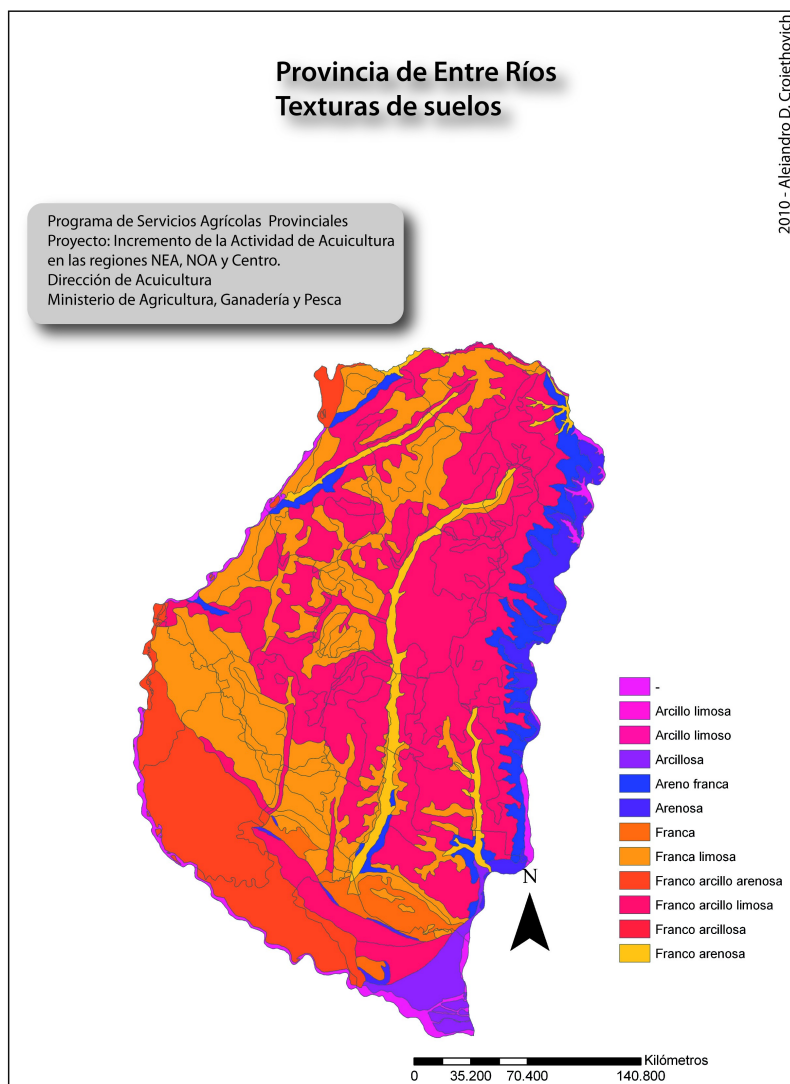 Provincia de Entre Ríos
Texturas de suelos
2010 - Alejandro D. Croiethovich
Programa de Servicios Agrícolas Provinciales
Proyecto: Incremento de la Actividad de Acuicultura
en las regiones NEA, NOA y Centro.
Dirección de Acuicultura
Ministerio de Agricultura, Ganadería y Pesca
-
Arcillo limosa
Arcillo limoso
Arcillosa
Areno franca
Arenosa
Franca
Franca limosa
Franco arcillo arenosa
Franco arcillo limosa
Franco arcillosa
Franco arenosa
N
Kilómetros
0 35.200 70.400 140.800